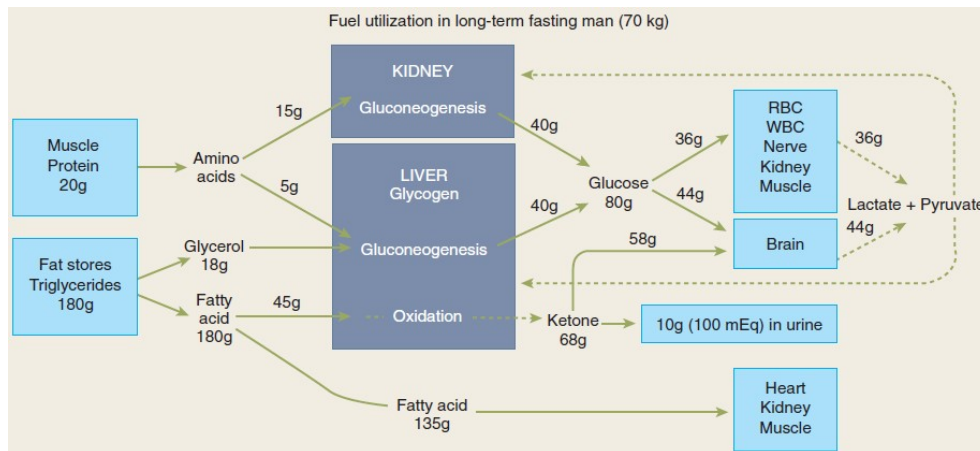 Fuel utilization in long-term fasting man (70 kg)
KIDNEY
Gluconeogenesis
15g
40g
RBC
WBC
Nerve
Kidney
Muscle
36g
36g
Muscle
Protein
20g
Amino
acids
5g
LIVER
Glycogen
Gluconeogenesis
40g
Glucose
80g
44g
Lactate + Pyruvate
44g
Brain
58g
Fat stores
Triglycerides
180g
Glycerol
18g
Fatty
acid
180g
45g
Oxidation
Ketone
68g
10g (100 mEq) in urine
Fatty acid
135g
Heart
Kidney
Muscle